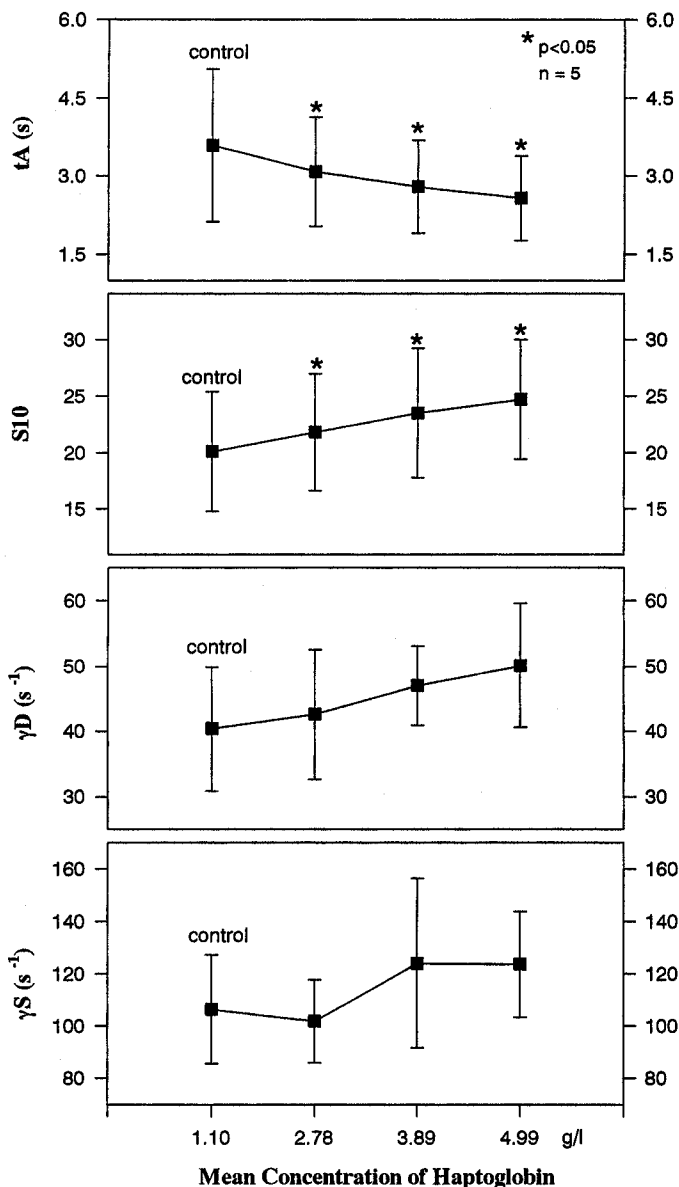 6.0 6.0
* p<0.05
control
n = 5
4.5 * * * 4.5
tA (s)
3.0 3.0
1.5 1.5
30 * * * 30
control
25 25
S10
20 20
15 15
60 60
control
50 50
γD (s⁻¹)
40 40
30 30
160 160
140 140
control
120 120
γS (s⁻¹)
100 100
80 80
1.10 2.78 3.89 4.99 g/l
Mean Concentration of Haptoglobin